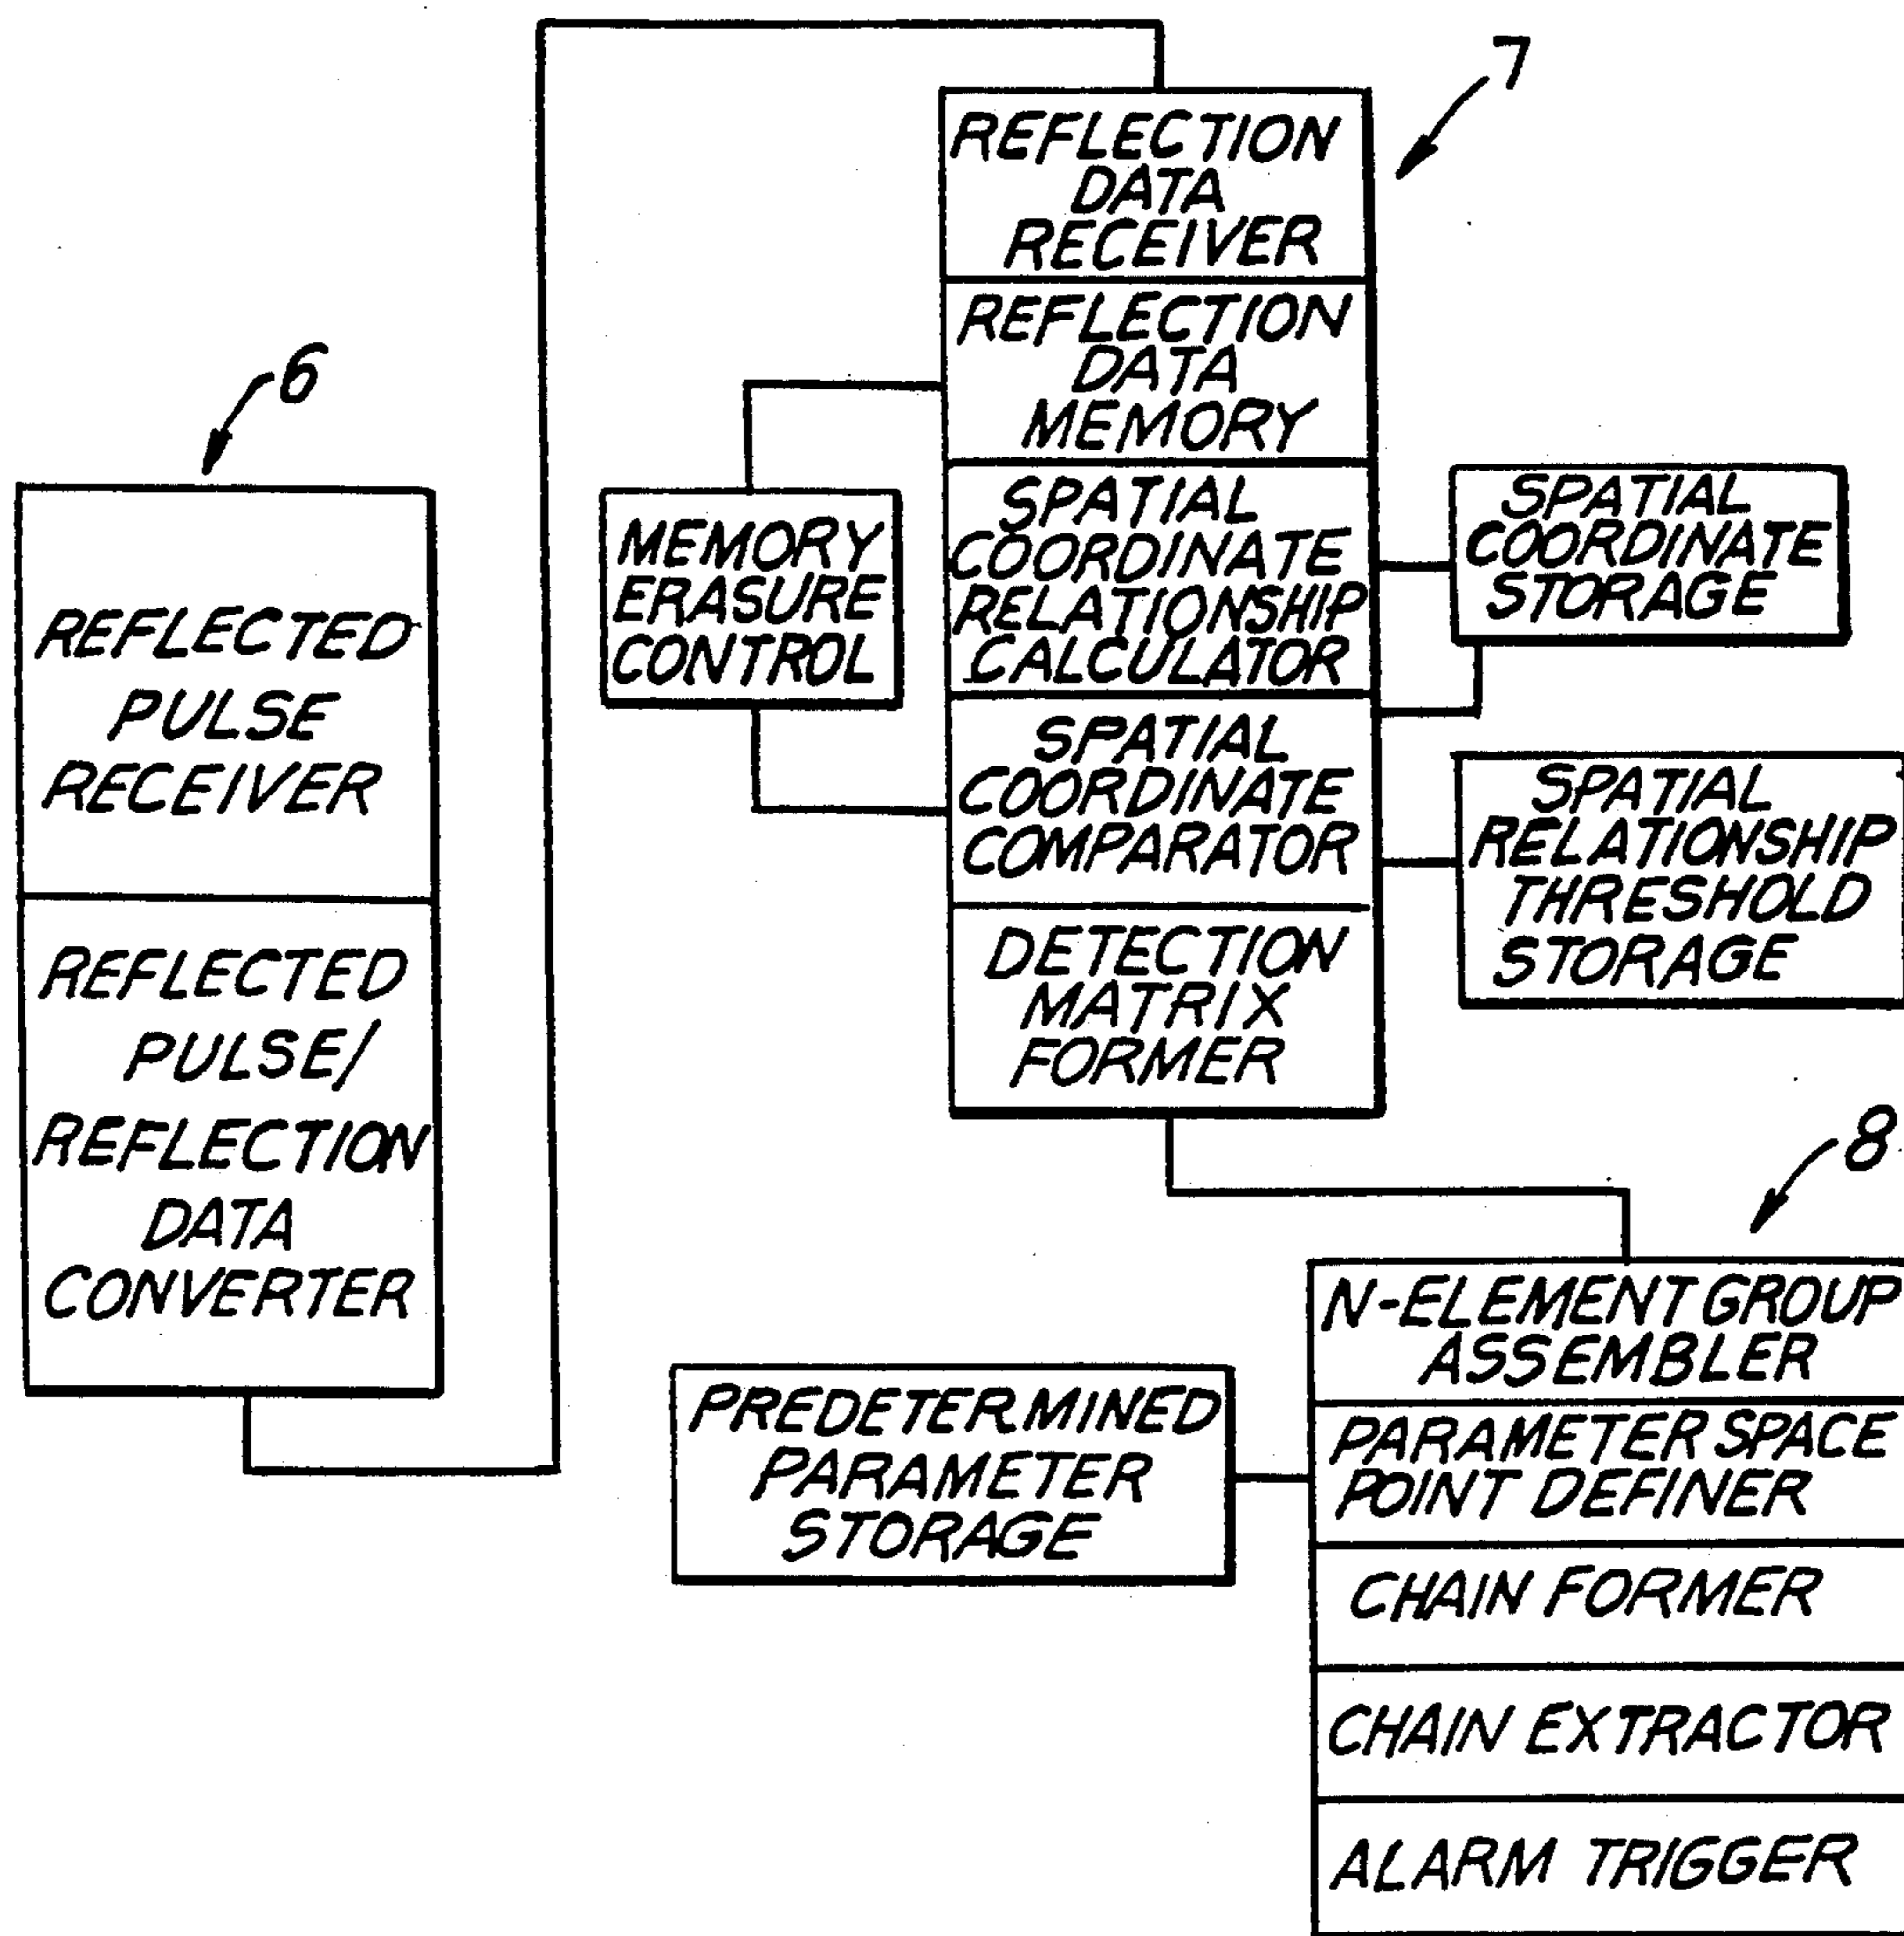 6
REFLECTED
PULSE
RECEIVER
REFLECTED
PULSE/
REFLECTION
DATA
CONVERTER
7
REFLECTION
DATA
RECEIVER
REFLECTION
DATA
MEMORY
SPATIAL
COORDINATE
RELATIONSHIP
CALCULATOR
SPATIAL
COORDINATE
COMPARATOR
DETECTION
MATRIX
FORMER
MEMORY
ERASURE
CONTROL
SPATIAL
COORDINATE
STORAGE
SPATIAL
RELATIONSHIP
THRESHOLD
STORAGE
8
N-ELEMENT GROUP
ASSEMBLER
PARAMETER SPACE
POINT DEFINER
CHAIN FORMER
CHAIN EXTRACTOR
ALARM TRIGGER
PREDETERMINED
PARAMETER
STORAGE